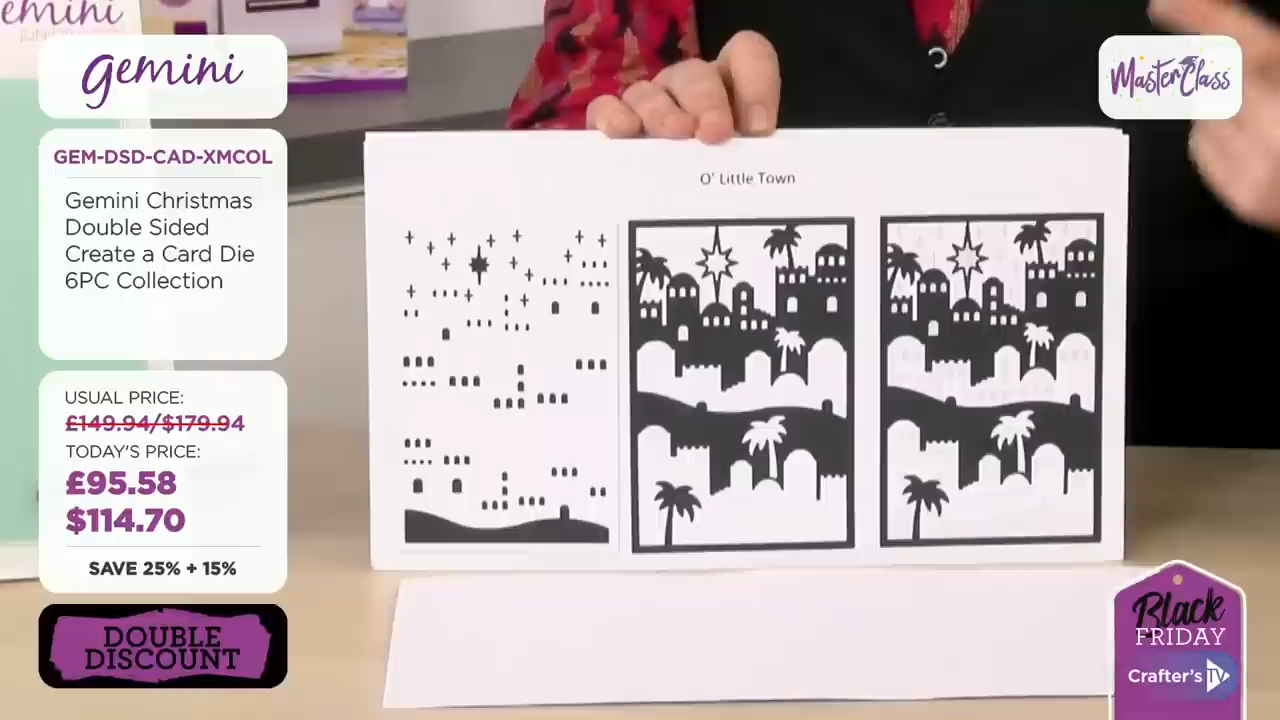 gemini
gemini
GEM-DSD-CAD-XMCOL
Gemini Christmas
Double Sided
Create a Card Die
6PC Collection
USUAL PRICE:
£149.94/$179.94
TODAY'S PRICE:
£95.58
$114.70
SAVE 25% + 15%
DOUBLE
DISCOUNT
MasterClass
O' Little Town
Black
FRIDAY
Crafter's TV